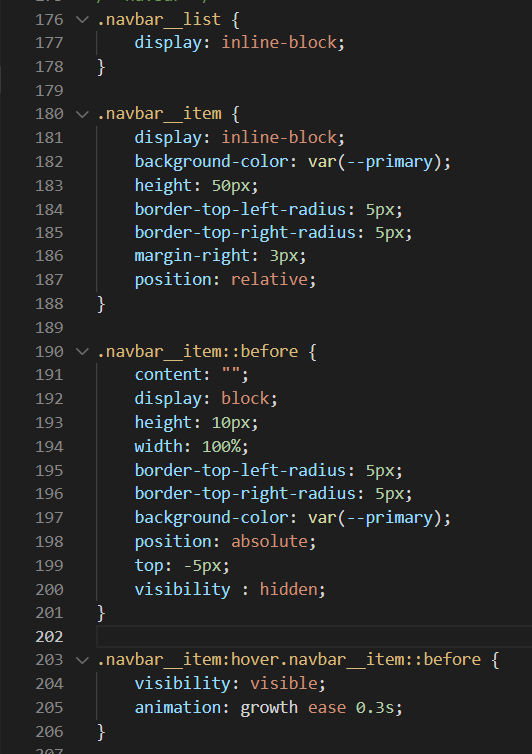 176 .navbar__list {
177 display: inline-block;
178 }
179
180 .navbar__item {
181 display: inline-block;
182 background-color: var(--primary);
183 height: 50px;
184 border-top-left-radius: 5px;
185 border-top-right-radius: 5px;
186 margin-right: 3px;
187 position: relative;
188 }
189
190 .navbar__item::before {
191 content: "";
192 display: block;
193 height: 10px;
194 width: 100%;
195 border-top-left-radius: 5px;
196 border-top-right-radius: 5px;
197 background-color: var(--primary);
198 position: absolute;
199 top: -5px;
200 visibility : hidden;
201 }
202
203 .navbar__item:hover.navbar__item::before {
204 visibility: visible;
205 animation: growth ease 0.3s;
206 }